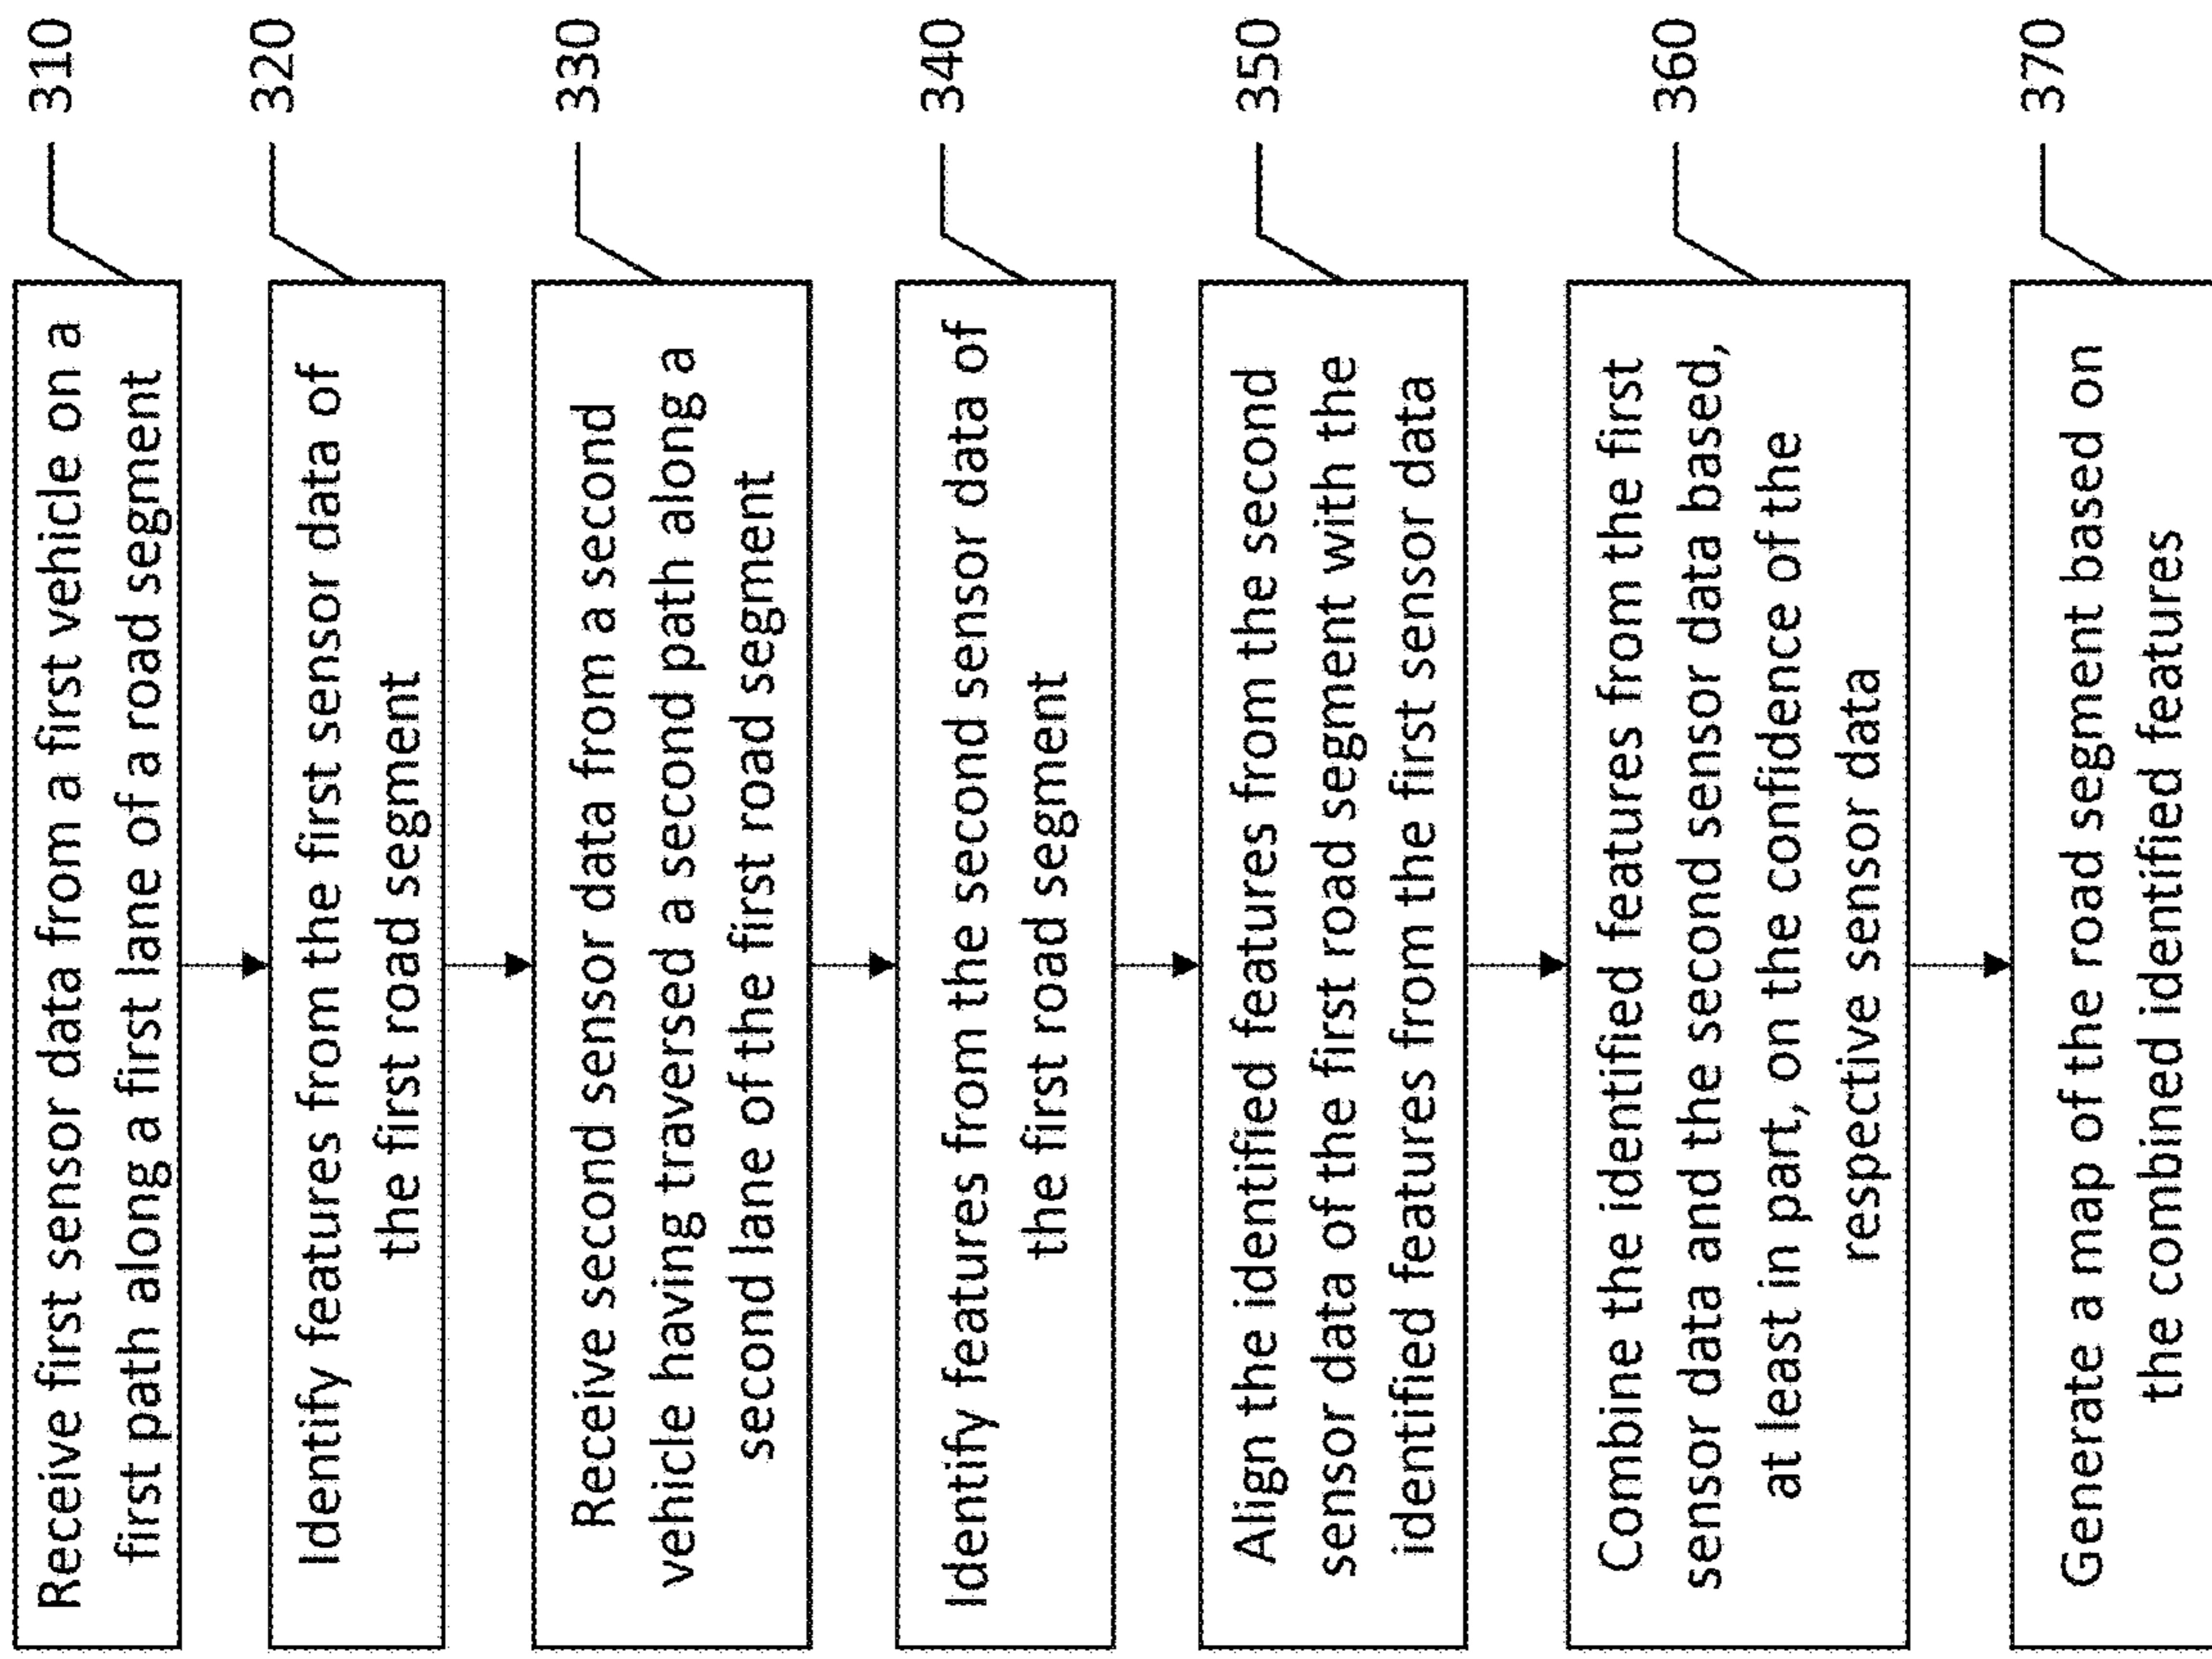 Receive first sensor data from a first vehicle on a
first path along a first lane of a road segment
310
Identify features from the first sensor data of
the first road segment
320
Receive second sensor data from a second
vehicle having traversed a second path along a
second lane of the first road segment
330
Identify features from the second sensor data of
the first road segment
340
Align the identified features from the second
sensor data of the first road segment with the
identified features from the first sensor data
350
Combine the identified features from the first
sensor data and the second sensor data based,
at least in part, on the confidence of the
respective sensor data
360
Generate a map of the road segment based on
the combined identified features
370